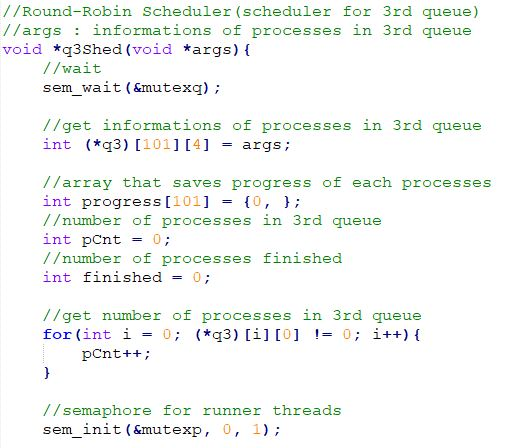 //Round-Robin Scheduler(scheduler for 3rd queue)
//args : informations of processes in 3rd queue
void *q3Shed(void *args){
//wait
sem_wait(&mutexq);
//get informations of processes in 3rd queue
int (*q3)[101][4] = args;
//array that saves progress of each processes
int progress[101] = {0, };
//number of processes in 3rd queue
int pCnt = 0;
//number of processes finished
int finished = 0;
//get number of processes in 3rd queue
for(int i = 0; (*q3)[i][0] != 0; i++){
pCnt++;
}
//semaphore for runner threads
sem_init(&mutexp, 0, 1);